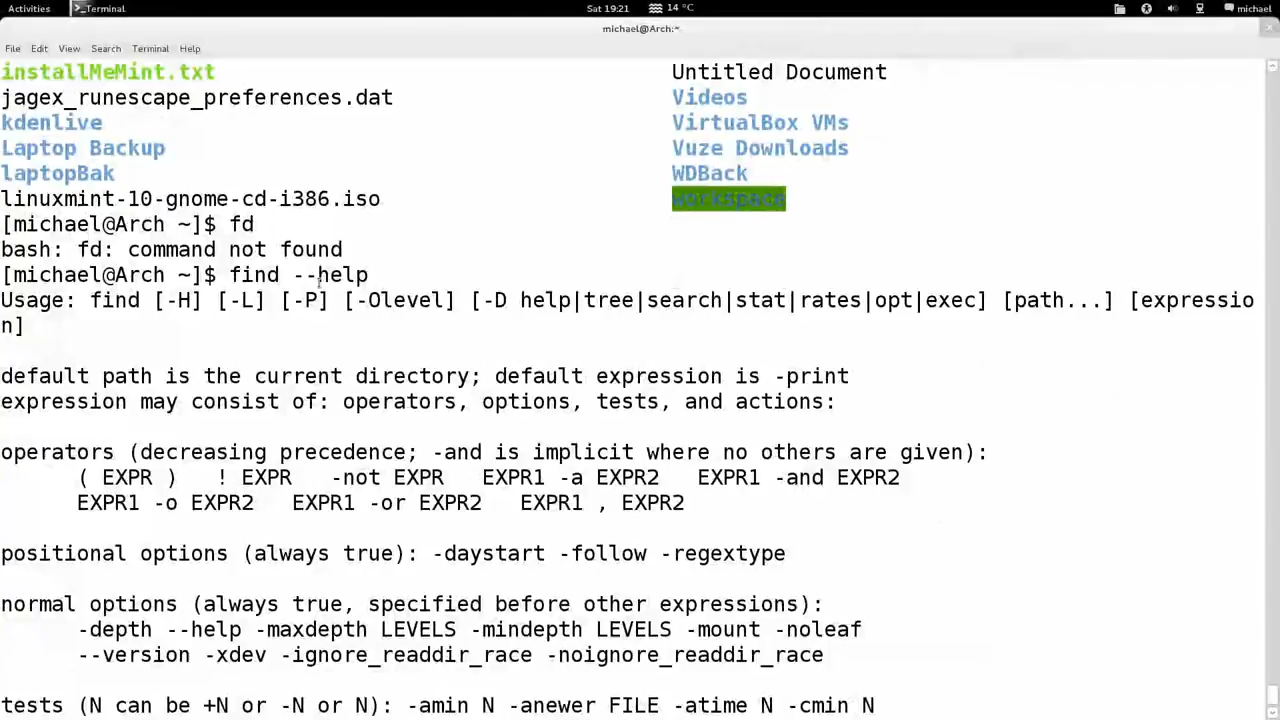 Activities Terminal Sat 19:21 14 °C michael
michael@Arch:~
File Edit View Search Terminal Help
installMeMint.txt Untitled Document
jagex_runescape_preferences.dat Videos
kdenlive VirtualBox VMs
Laptop Backup Vuze Downloads
laptopBak WDBack
linuxmint-10-gnome-cd-i386.iso workspace
[michael@Arch ~]$ fd
bash: fd: command not found
[michael@Arch ~]$ find --help
Usage: find [-H] [-L] [-P] [-Olevel] [-D help|tree|search|stat|rates|opt|exec] [path...] [expressio
n]
default path is the current directory; default expression is -print
expression may consist of: operators, options, tests, and actions:
operators (decreasing precedence; -and is implicit where no others are given):
( EXPR ) ! EXPR -not EXPR EXPR1 -a EXPR2 EXPR1 -and EXPR2
EXPR1 -o EXPR2 EXPR1 -or EXPR2 EXPR1 , EXPR2
positional options (always true): -daystart -follow -regextype
normal options (always true, specified before other expressions):
-depth --help -maxdepth LEVELS -mindepth LEVELS -mount -noleaf
--version -xdev -ignore_readdir_race -noignore_readdir_race
tests (N can be +N or -N or N): -amin N -anewer FILE -atime N -cmin N